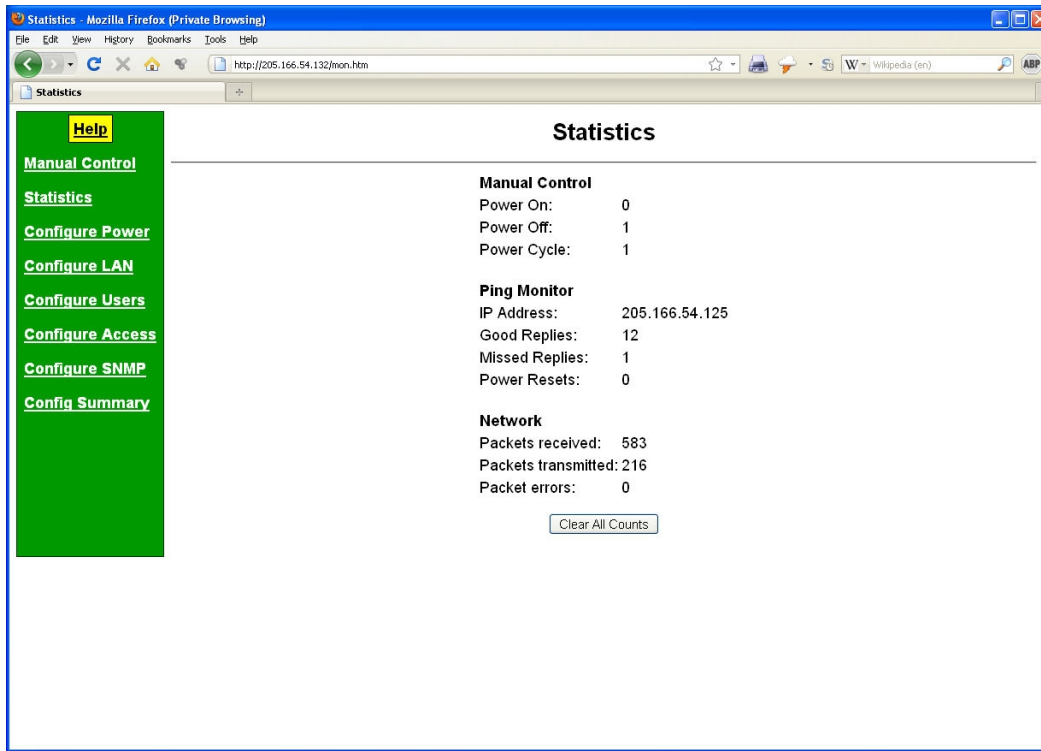 Statistics - Mozilla Firefox (Private Browsing)
File Edit View History Bookmarks Tools Help
http://205.166.54.132/mon.htm
W Wikipedia (en)
ABP
Statistics
Help
Manual Control
Statistics
Configure Power
Configure LAN
Configure Users
Configure Access
Configure SNMP
Config Summary
Statistics
Manual Control
Power On: 0
Power Off: 1
Power Cycle: 1
Ping Monitor
IP Address: 205.166.54.125
Good Replies: 12
Missed Replies: 1
Power Resets: 0
Network
Packets received: 583
Packets transmitted: 216
Packet errors: 0
Clear All Counts